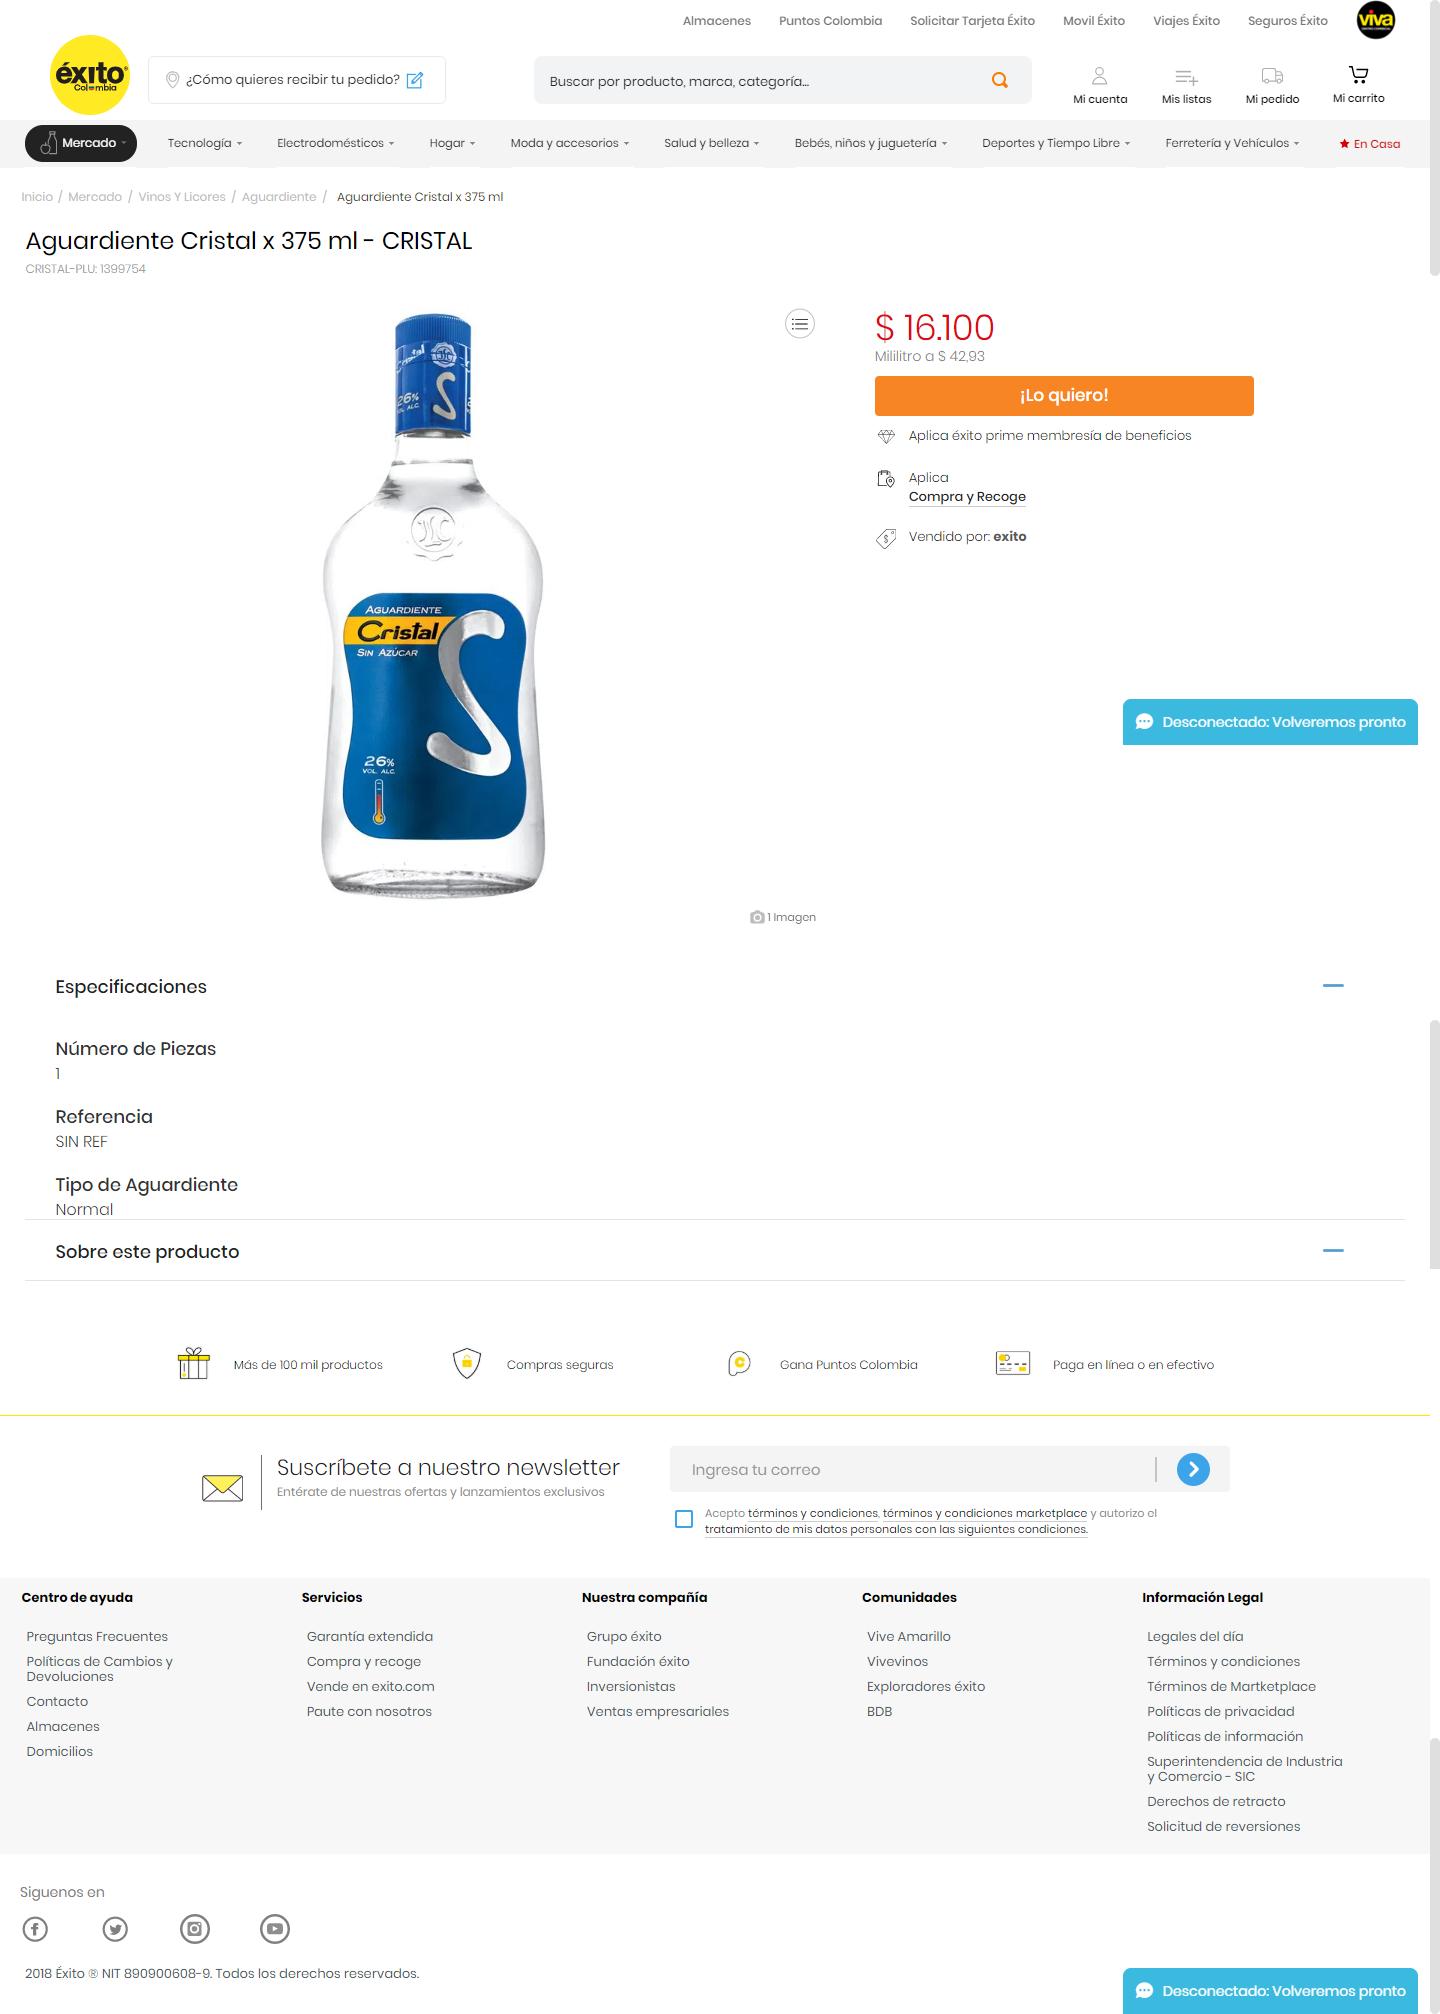 Almacenes Puntos Colombia Solicitar Tarjeta Éxito Movil Éxito Viajes Éxito Seguros Éxito viva
éxito
Colombia
¿Cómo quieres recibir tu pedido?
Buscar por producto, marca, categoría...
Mi cuenta Mis listas Mi pedido Mi carrito
Mercado Tecnología Electrodomésticos Hogar Moda y accesorios Salud y belleza Bebés, niños y juguetería Deportes y Tiempo Libre Ferretería y Vehículos En Casa
Inicio / Mercado / Vinos Y Licores / Aguardiente / Aguardiente Cristal x 375 ml
Aguardiente Cristal x 375 ml - CRISTAL
CRISTAL-PLU: 1399754
Cristal
26%
VOL. ALC.
AGUARDIENTE
Cristal
SIN AZÚCAR
26%
VOL. ALC.
1 Imagen
$ 16.100
Mililitro a $ 42,93
¡Lo quiero!
Aplica éxito prime membresía de beneficios
Aplica
Compra y Recoge
Vendido por: exito
Desconectado: Volveremos pronto
Especificaciones
Número de Piezas
1
Referencia
SIN REF
Tipo de Aguardiente
Normal
Sobre este producto
Más de 100 mil productos Compras seguras Gana Puntos Colombia Paga en línea o en efectivo
Suscríbete a nuestro newsletter
Entérate de nuestras ofertas y lanzamientos exclusivos
Ingresa tu correo
Acepto términos y condiciones, términos y condiciones marketplace y autorizo el
tratamiento de mis datos personales con las siguientes condiciones.
Centro de ayuda
Preguntas Frecuentes
Políticas de Cambios y
Devoluciones
Contacto
Almacenes
Domicilios
Servicios
Garantía extendida
Compra y recoge
Vende en exito.com
Paute con nosotros
Nuestra compañía
Grupo éxito
Fundación éxito
Inversionistas
Ventas empresariales
Comunidades
Vive Amarillo
Vivevinos
Exploradores éxito
BDB
Información Legal
Legales del día
Términos y condiciones
Términos de Martketplace
Políticas de privacidad
Políticas de información
Superintendencia de Industria
y Comercio - SIC
Derechos de retracto
Solicitud de reversiones
Siguenos en
2018 Éxito ® NIT 890900608-9. Todos los derechos reservados.
Desconectado: Volveremos pronto